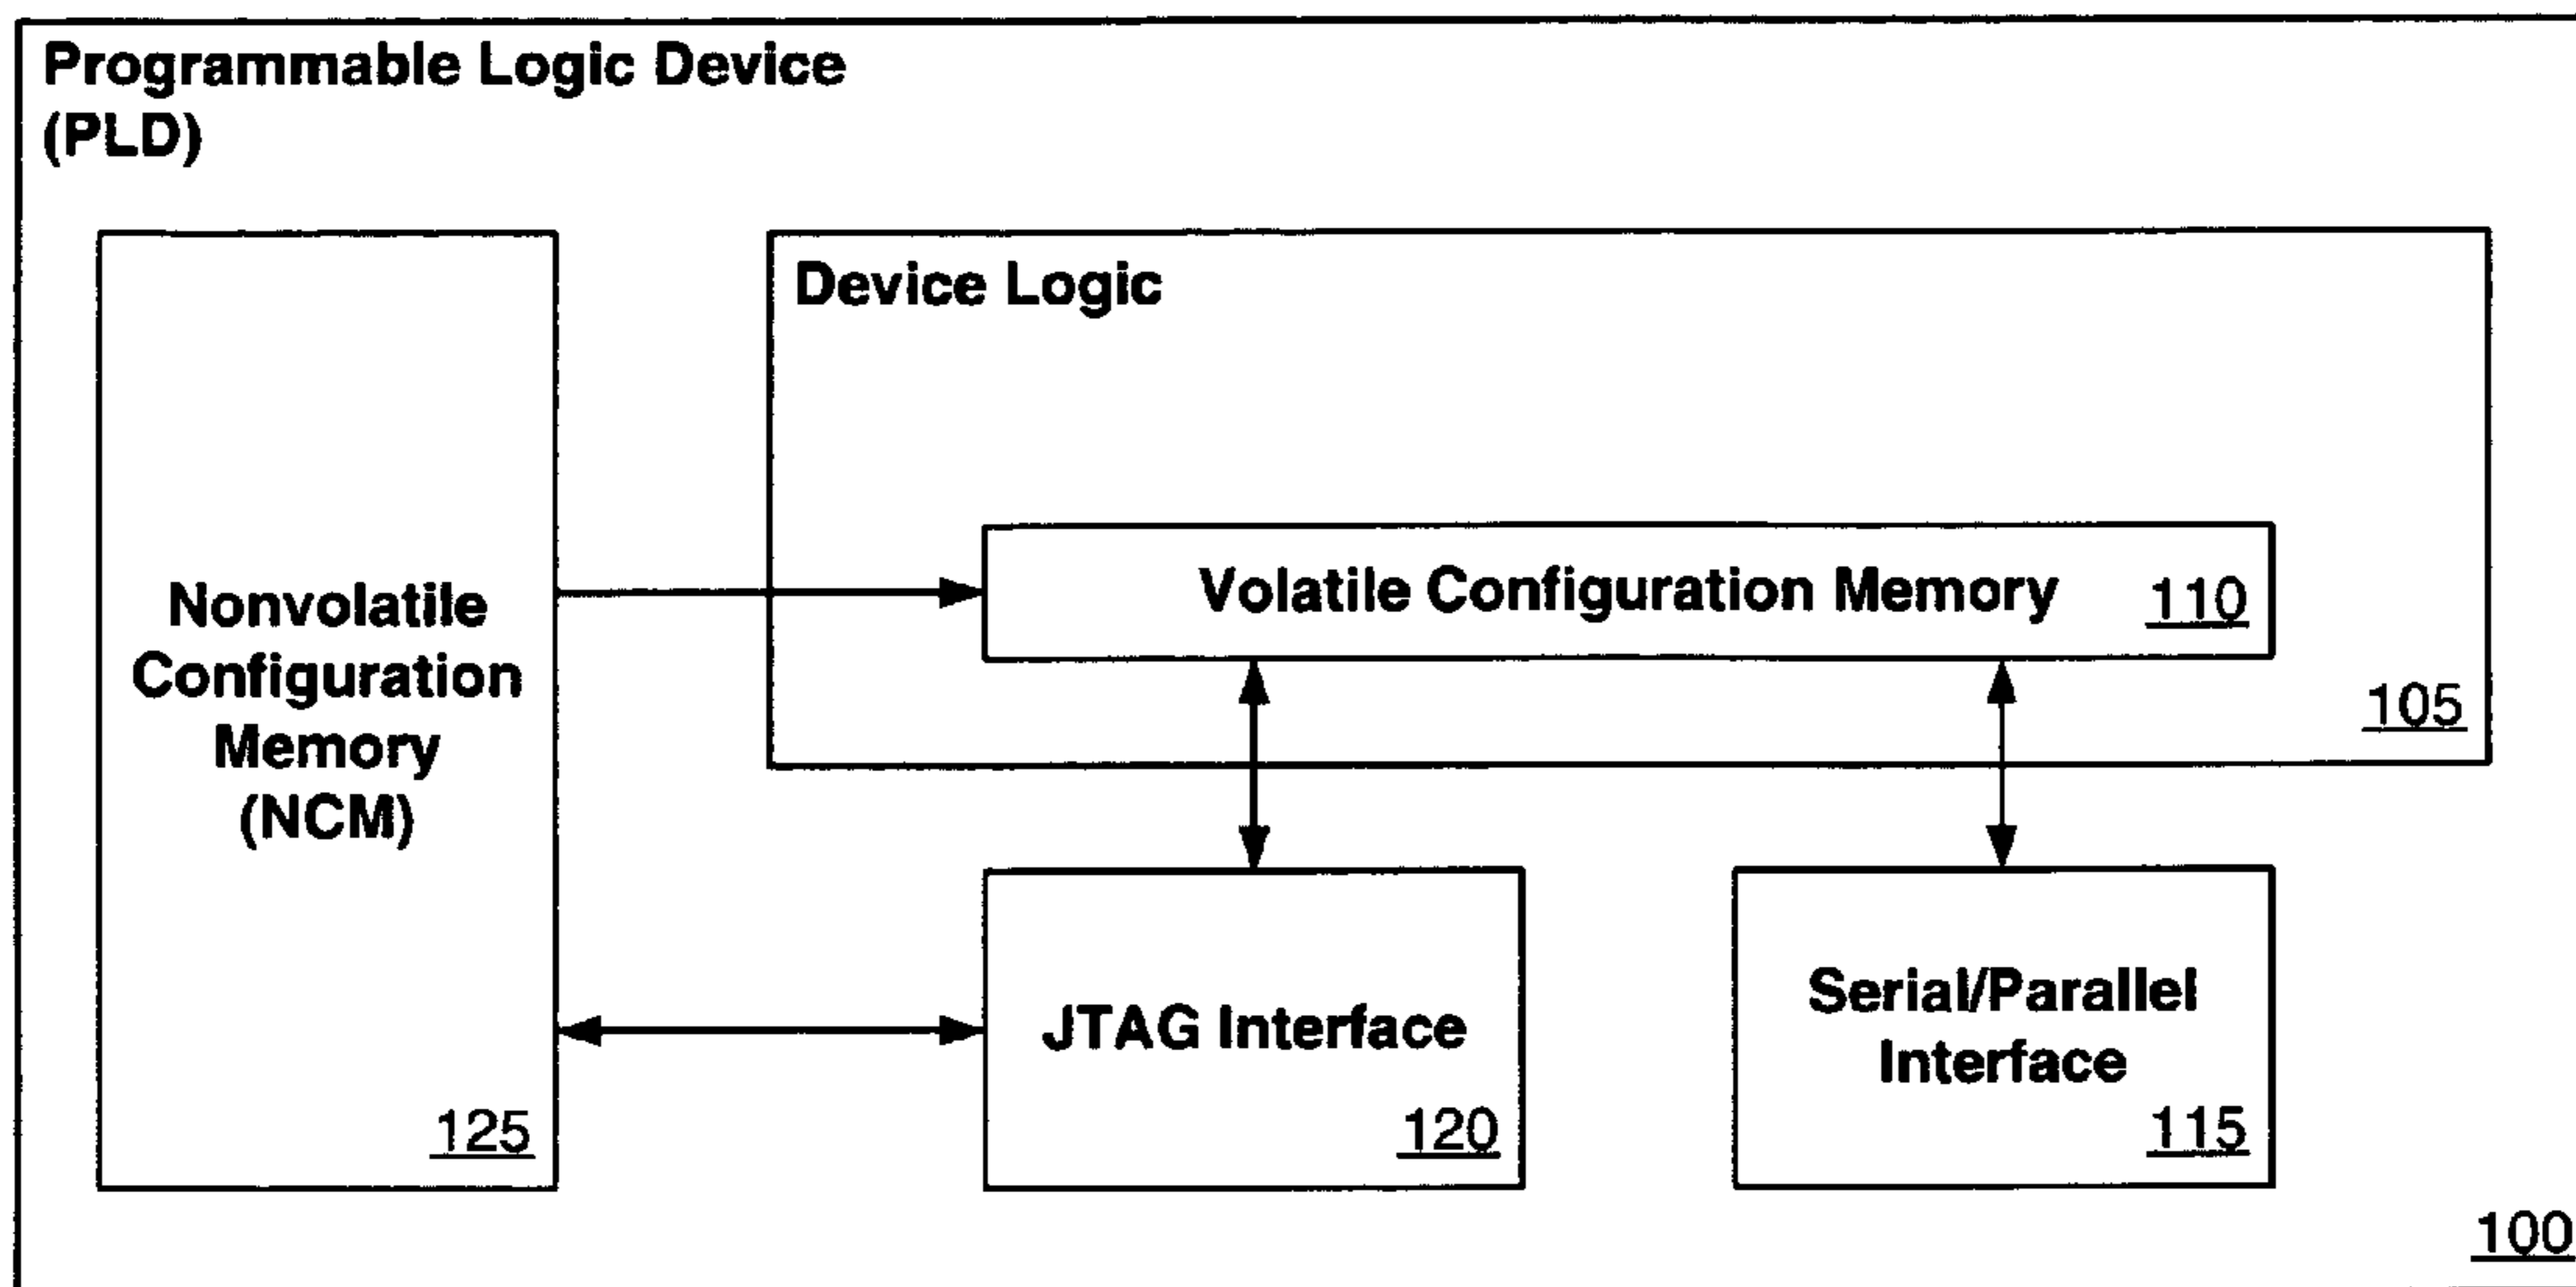 Programmable Logic Device
(PLD)
Device Logic
Volatile Configuration Memory 110
105
Nonvolatile
Configuration
Memory
(NCM)
125
JTAG Interface
120
Serial/Parallel
Interface
115
100